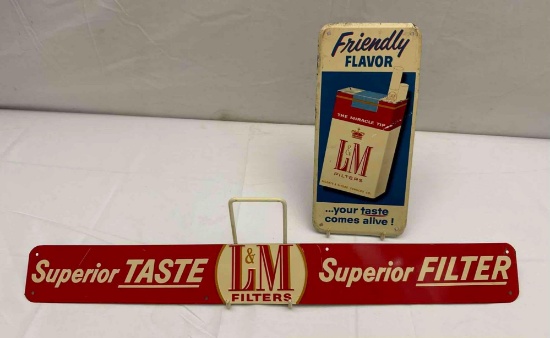 Friendly
FLAVOR
THE MIRACLE TIP
L&M
FILTERS
...your taste
comes alive!
Superior TASTE
L&M
FILTERS
Superior FILTER